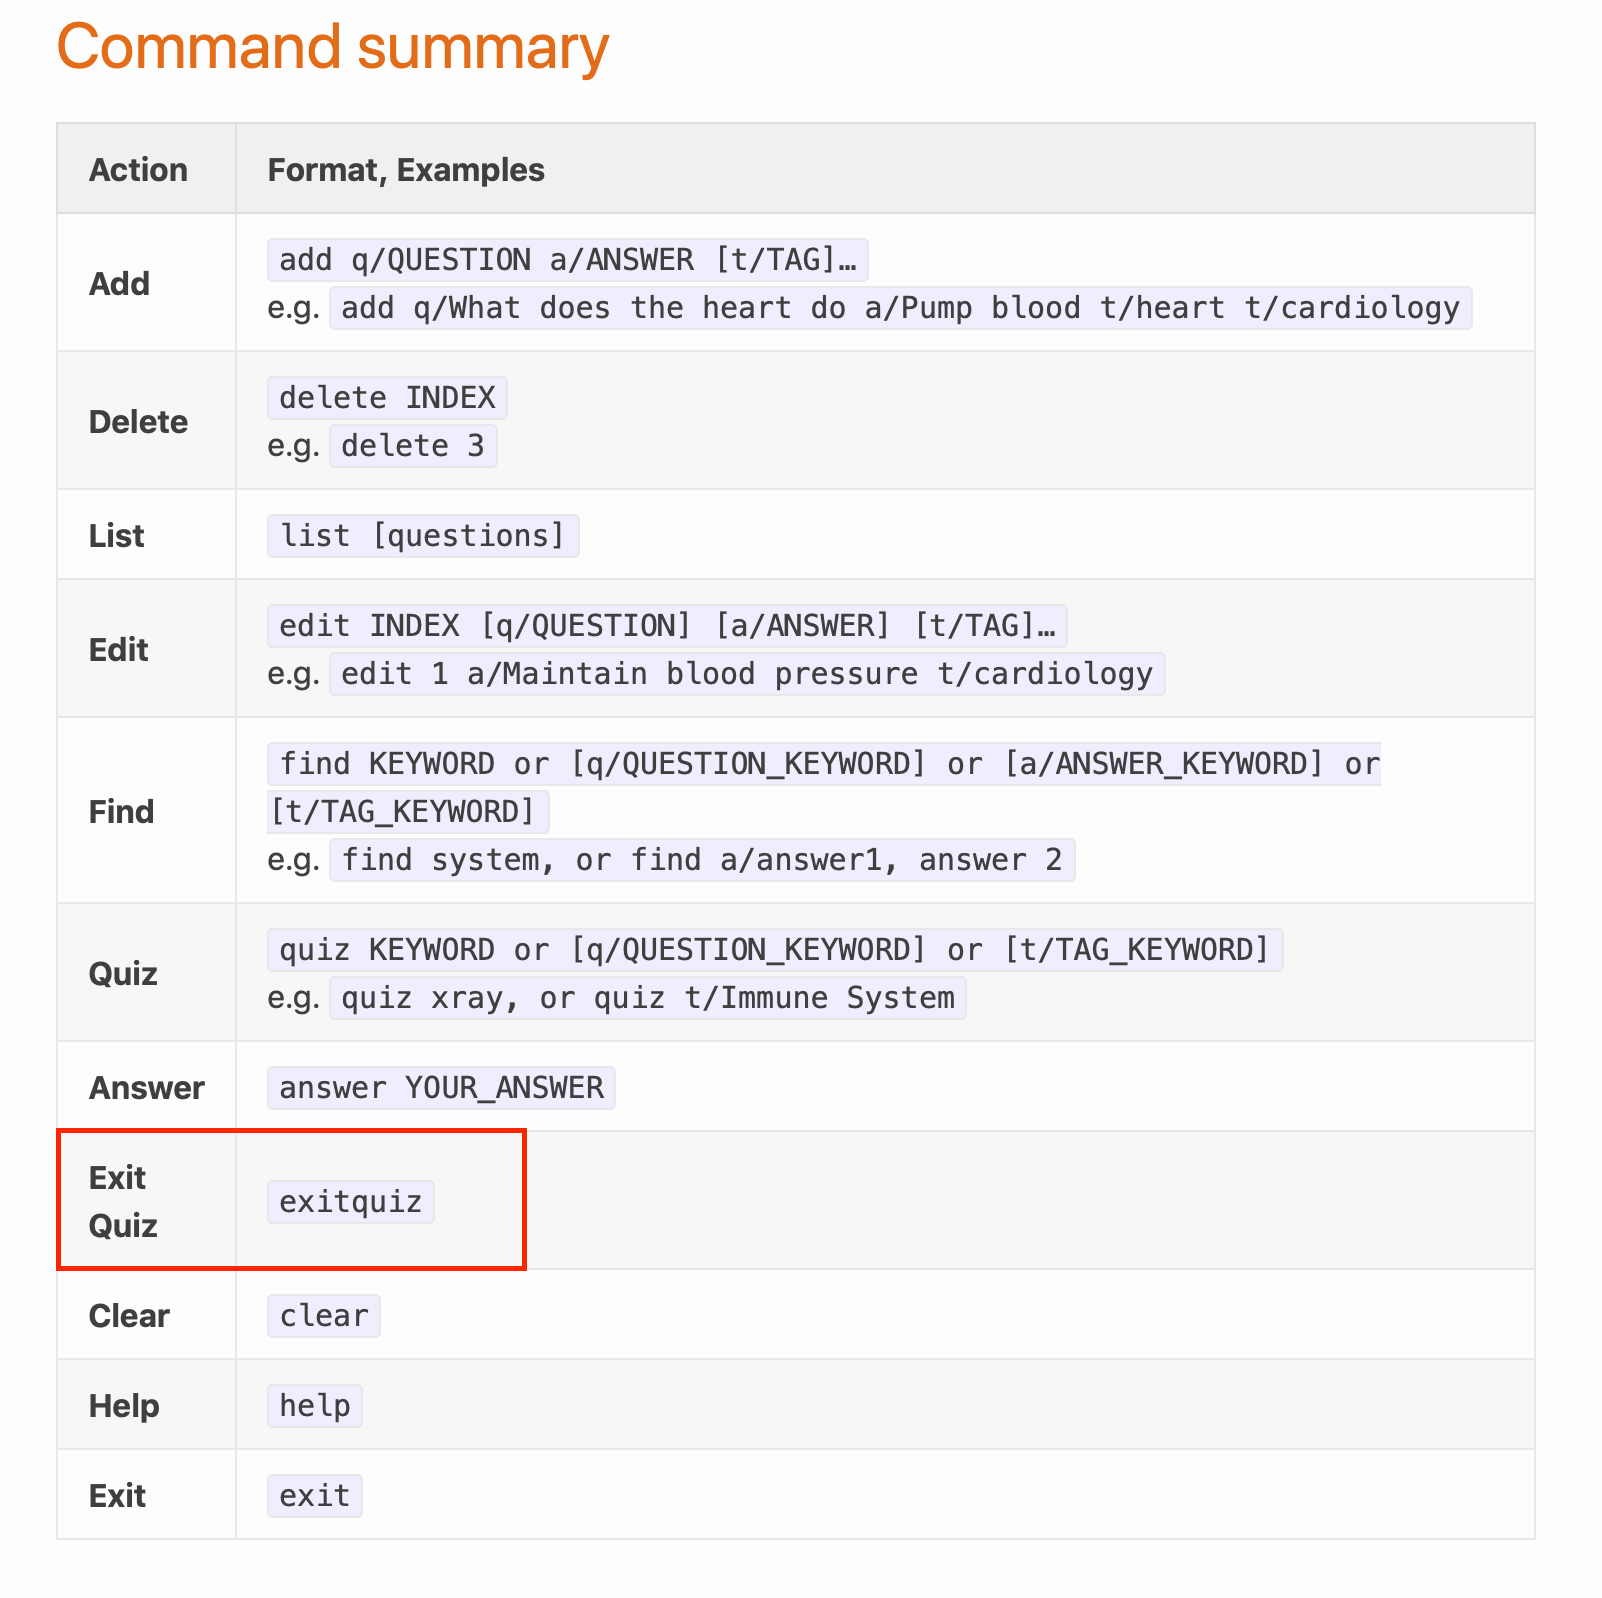 Command summary
Action
Format, Examples
Add
add q/QUESTION a/ANSWER [t/TAG]…
e.g. add q/What does the heart do a/Pump blood t/heart t/cardiology
Delete
delete INDEX
e.g. delete 3
List
list [questions]
Edit
edit INDEX [q/QUESTION] [a/ANSWER] [t/TAG]…
e.g. edit 1 a/Maintain blood pressure t/cardiology
Find
find KEYWORD or [q/QUESTION_KEYWORD] or [a/ANSWER_KEYWORD] or
[t/TAG_KEYWORD]
e.g. find system, or find a/answer1, answer 2
Quiz
quiz KEYWORD or [q/QUESTION_KEYWORD] or [t/TAG_KEYWORD]
e.g. quiz xray, or quiz t/Immune System
Answer
answer YOUR_ANSWER
Exit
Quiz
exitquiz
Clear
clear
Help
help
Exit
exit